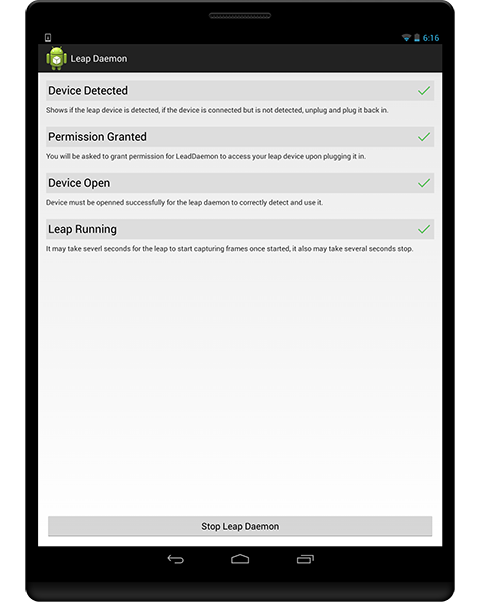 6:16
Leap Daemon
Device Detected
Shows if the leap device is detected, if the device is connected but is not detected, unplug and plug it back in.
Permission Granted
You will be asked to grant permission for LeadDaemon to access your leap device upon plugging it in.
Device Open
Device must be openned successfully for the leap daemon to correctly detect and use it.
Leap Running
It may take severl seconds for the leap to start capturing frames once started, it also may take several seconds stop.
Stop Leap Daemon